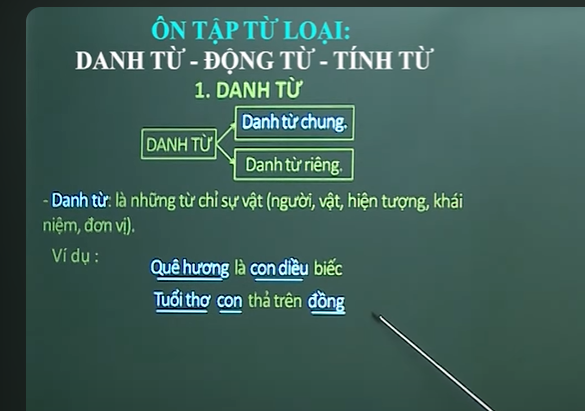 ÔN TẬP TỪ LOẠI:
DANH TỪ - ĐỘNG TỪ - TÍNH TỪ
1. DANH TỪ
Danh từ chung.
DANH TỪ
Danh từ riêng.
- Danh từ: là những từ chỉ sự vật (người, vật, hiện tượng, khái
niệm, đơn vị).
Ví dụ :
Quê hương là con diều biếc
Tuổi thơ con thả trên đồng